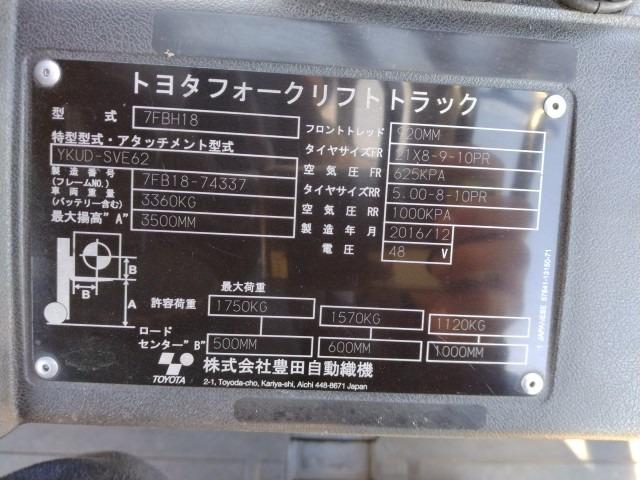 トヨタフォークリフトトラック
型 式 7FBH18
特型型式・アタッチメント型式
YKUD-SVE62
製造番号
(フレームNO.) 7FB18-74337
車両重量
(バッテリー含む) 3360KG
最大揚高"A" 3500MM
フロントトレッド 920MM
タイヤサイズFR 21X8-9-10PR
空気圧FR 625KPA
タイヤサイズRR 5.00-8-10PR
空気圧RR 1000KPA
製造年月 2016/12
電圧 48 V
B
B
A
最大荷重
許容荷重 1750KG 1570KG 1120KG
ロード
センター"B" 500MM 600MM 1000MM
TOYOTA
株式会社豊田自動織機
2-1, Toyoda-cho, Kariya-shi, Aichi 448-8671 Japan
1 JAPANESE 57641-13150-71